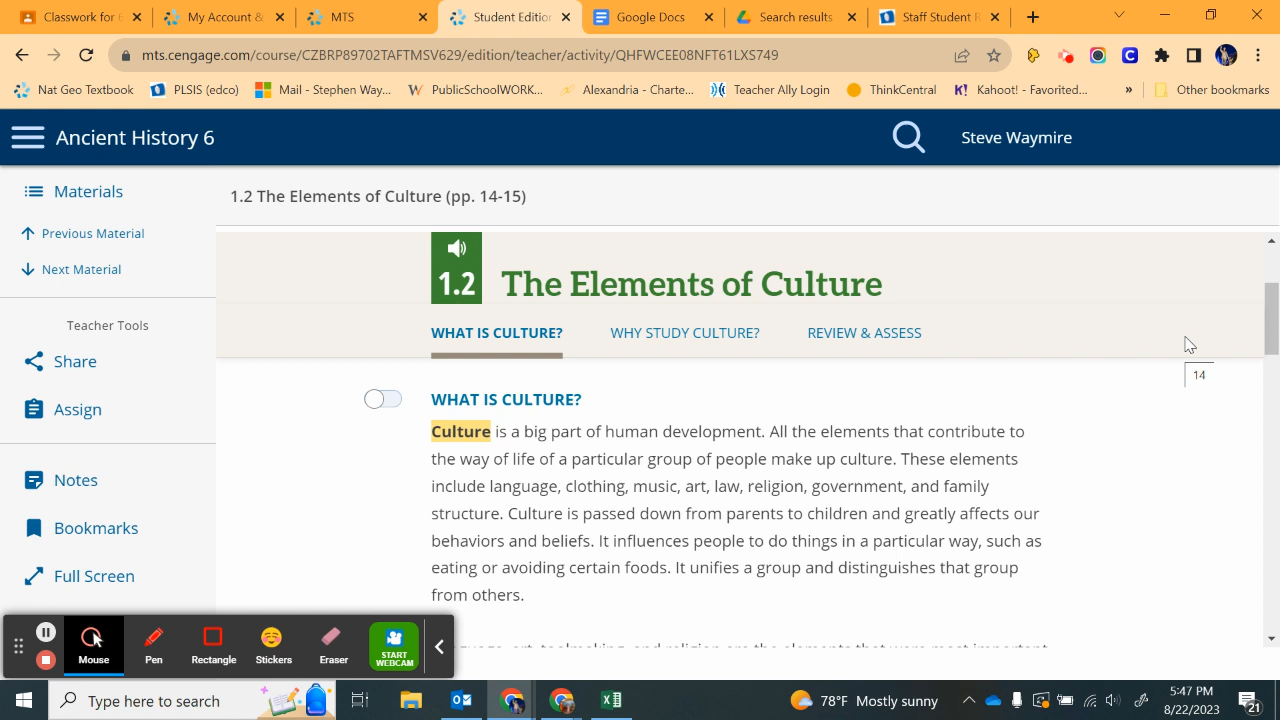 Classwork for 6
My Account &
MTS
Student Editio
Google Docs
Search results
Staff Student R
mts.cengage.com/course/CZBRP89702TAFTMSV629/edition/teacher/activity/QHFWCEE08NFT61LXS749
Nat Geo Textbook
PLSIS (edco)
Mail - Stephen Way...
PublicSchoolWORK...
Alexandria - Charte...
Teacher Ally Login
ThinkCentral
Kahoot! - Favorited...
»
Other bookmarks
Ancient History 6
Steve Waymire
Materials
Previous Material
Next Material
Teacher Tools
Share
Assign
Notes
Bookmarks
Full Screen
1.2 The Elements of Culture (pp. 14-15)
1.2 The Elements of Culture
WHAT IS CULTURE?
WHY STUDY CULTURE?
REVIEW & ASSESS
14
WHAT IS CULTURE?
Culture is a big part of human development. All the elements that contribute to
the way of life of a particular group of people make up culture. These elements
include language, clothing, music, art, law, religion, government, and family
structure. Culture is passed down from parents to children and greatly affects our
behaviors and beliefs. It influences people to do things in a particular way, such as
eating or avoiding certain foods. It unifies a group and distinguishes that group
from others.
Mouse
Pen
Rectangle
Stickers
Eraser
START
WEBCAM
Type here to search
78°F Mostly sunny
5:47 PM
8/22/2023
21